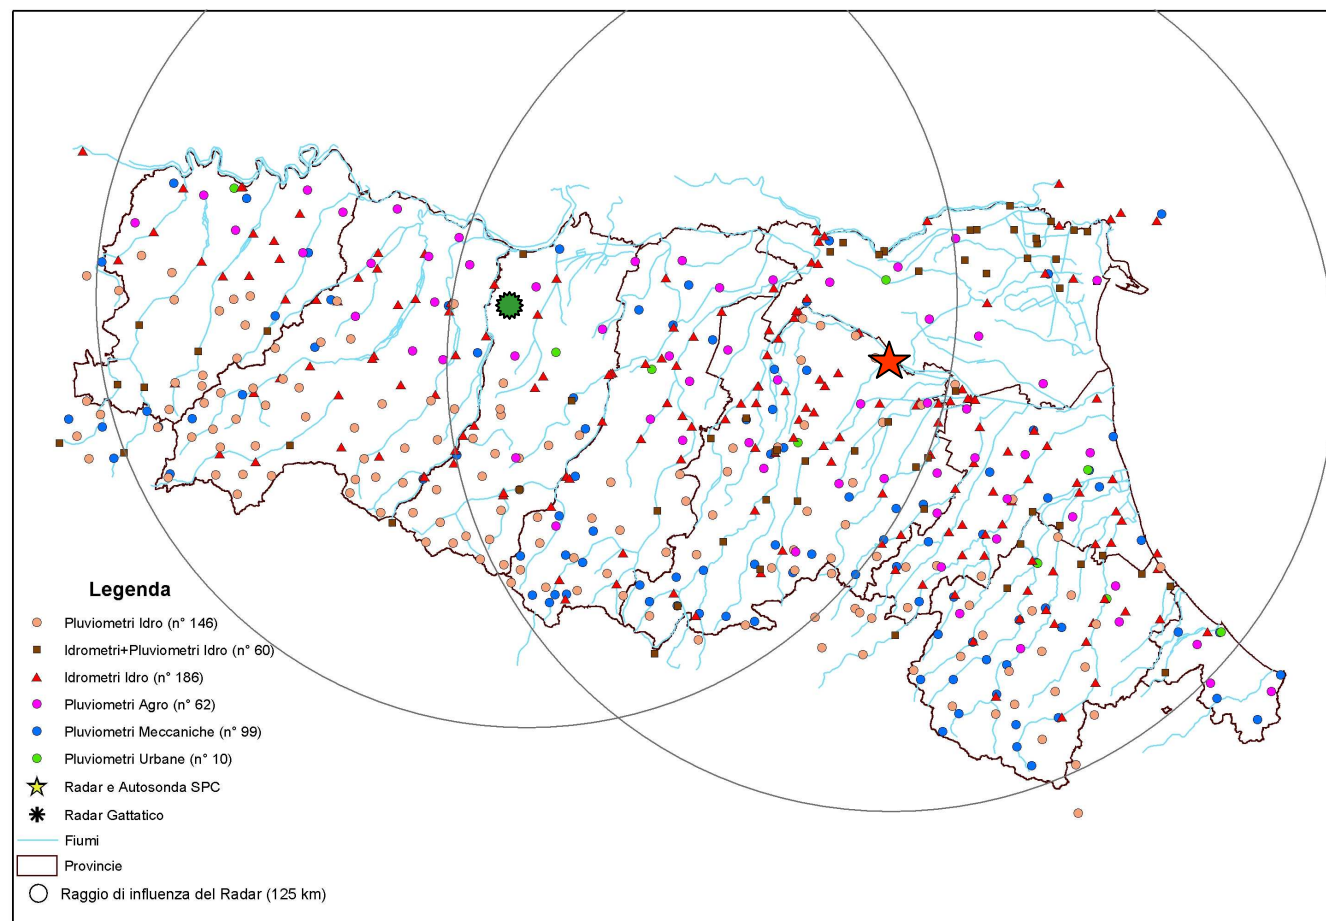 Legenda
Pluviometri Idro (n° 146)
Idrometri+Pluviometri Idro (n° 60)
Idrometri Idro (n° 186)
Pluviometri Agro (n° 62)
Pluviometri Meccaniche (n° 99)
Pluviometri Urbane (n° 10)
Radar e Autosonda SPC
Radar Gattatico
Fiumi
Provincie
Raggio di influenza del Radar (125 km)